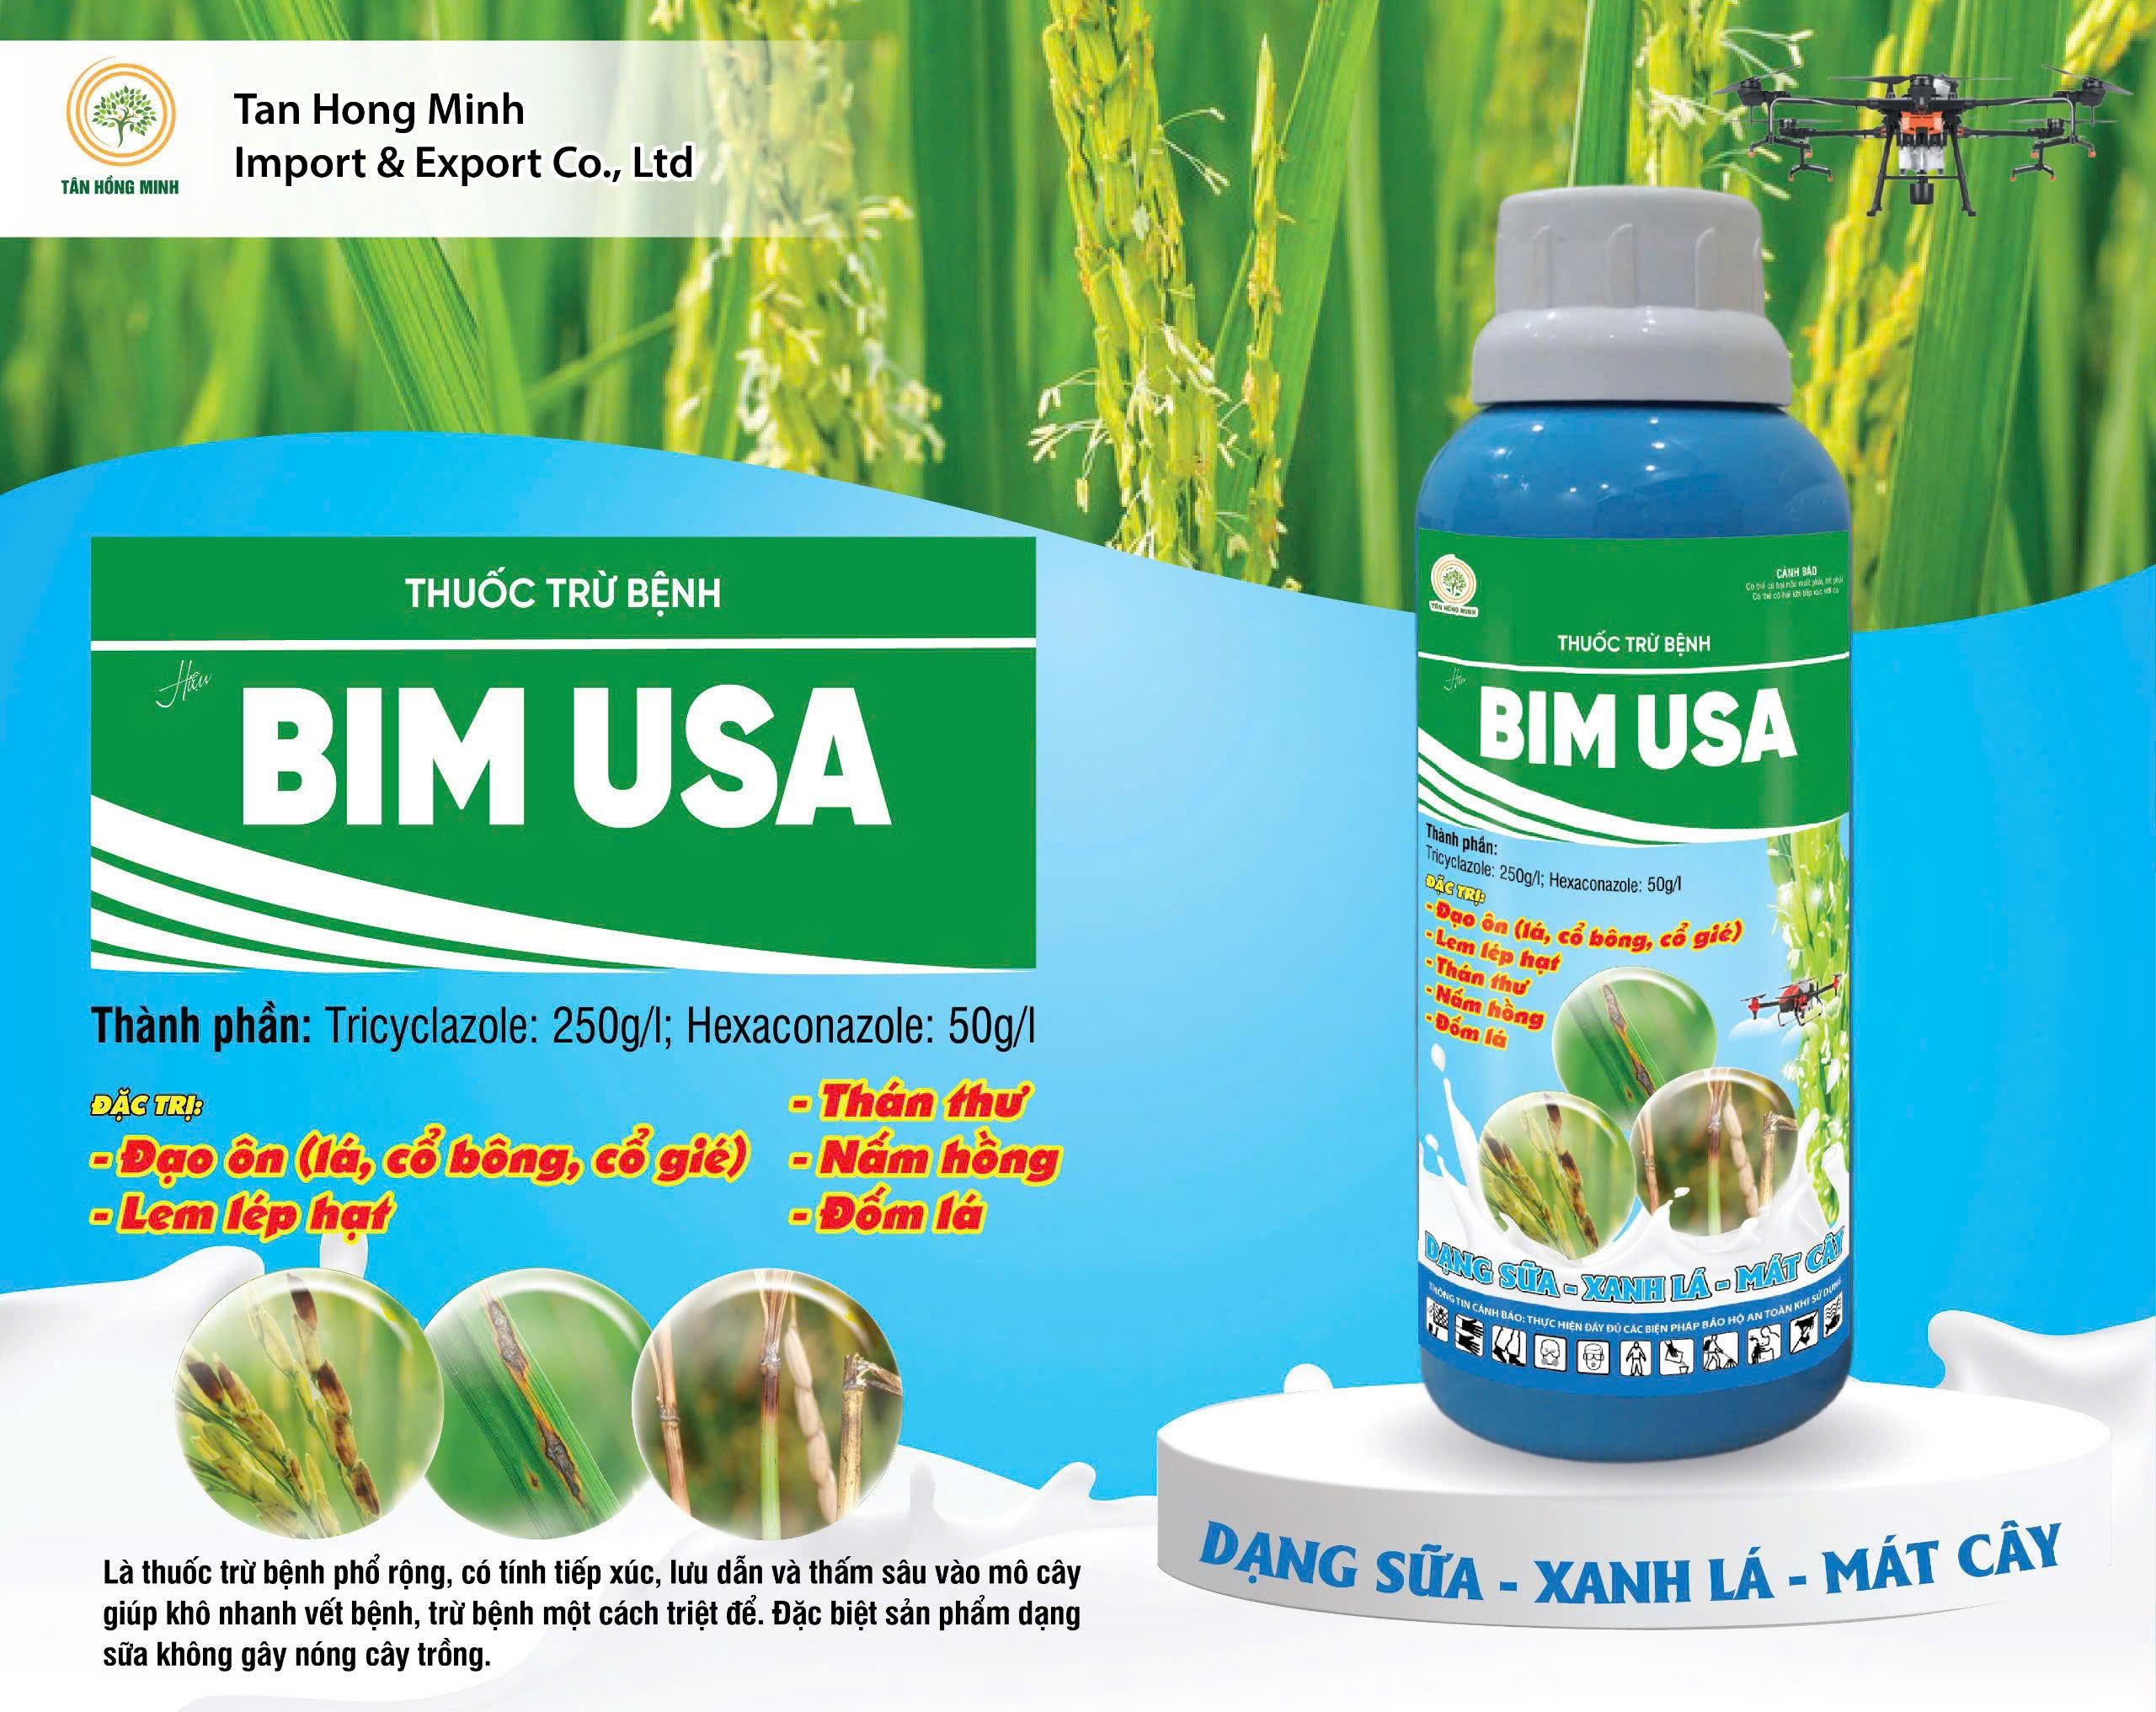 TÂN HỒNG MINH
Tan Hong Minh
Import & Export Co., Ltd
THUỐC TRỪ BỆNH
Hiệu
BIM USA
Thành phần: Tricyclazole: 250g/l; Hexaconazole: 50g/l
ĐẶC TRỊ:
- Đạo ôn (lá, cổ bông, cổ gié)
- Lem lép hạt
- Thán thư
- Nấm hồng
- Đốm lá
Là thuốc trừ bệnh phổ rộng, có tính tiếp xúc, lưu dẫn và thấm sâu vào mô cây
giúp khô nhanh vết bệnh, trừ bệnh một cách triệt để. Đặc biệt sản phẩm dạng
sữa không gây nóng cây trồng.
TÂN HỒNG MINH
CẢNH BÁO
THUỐC TRỪ BỆNH
Hiệu
BIM USA
Thành phần:
Tricyclazole: 250g/l; Hexaconazole: 50g/l
ĐẶC TRỊ:
- Đạo ôn (lá, cổ bông, cổ gié)
- Lem lép hạt
- Thán thư
- Nấm hồng
- Đốm lá
DẠNG SỮA - XANH LÁ - MÁT CÂY
THÔNG TIN CẢNH BÁO: THỰC HIỆN ĐẦY ĐỦ CÁC BIỆN PHÁP BẢO HỘ AN TOÀN KHI SỬ DỤNG
DẠNG SỮA - XANH LÁ - MÁT CÂY